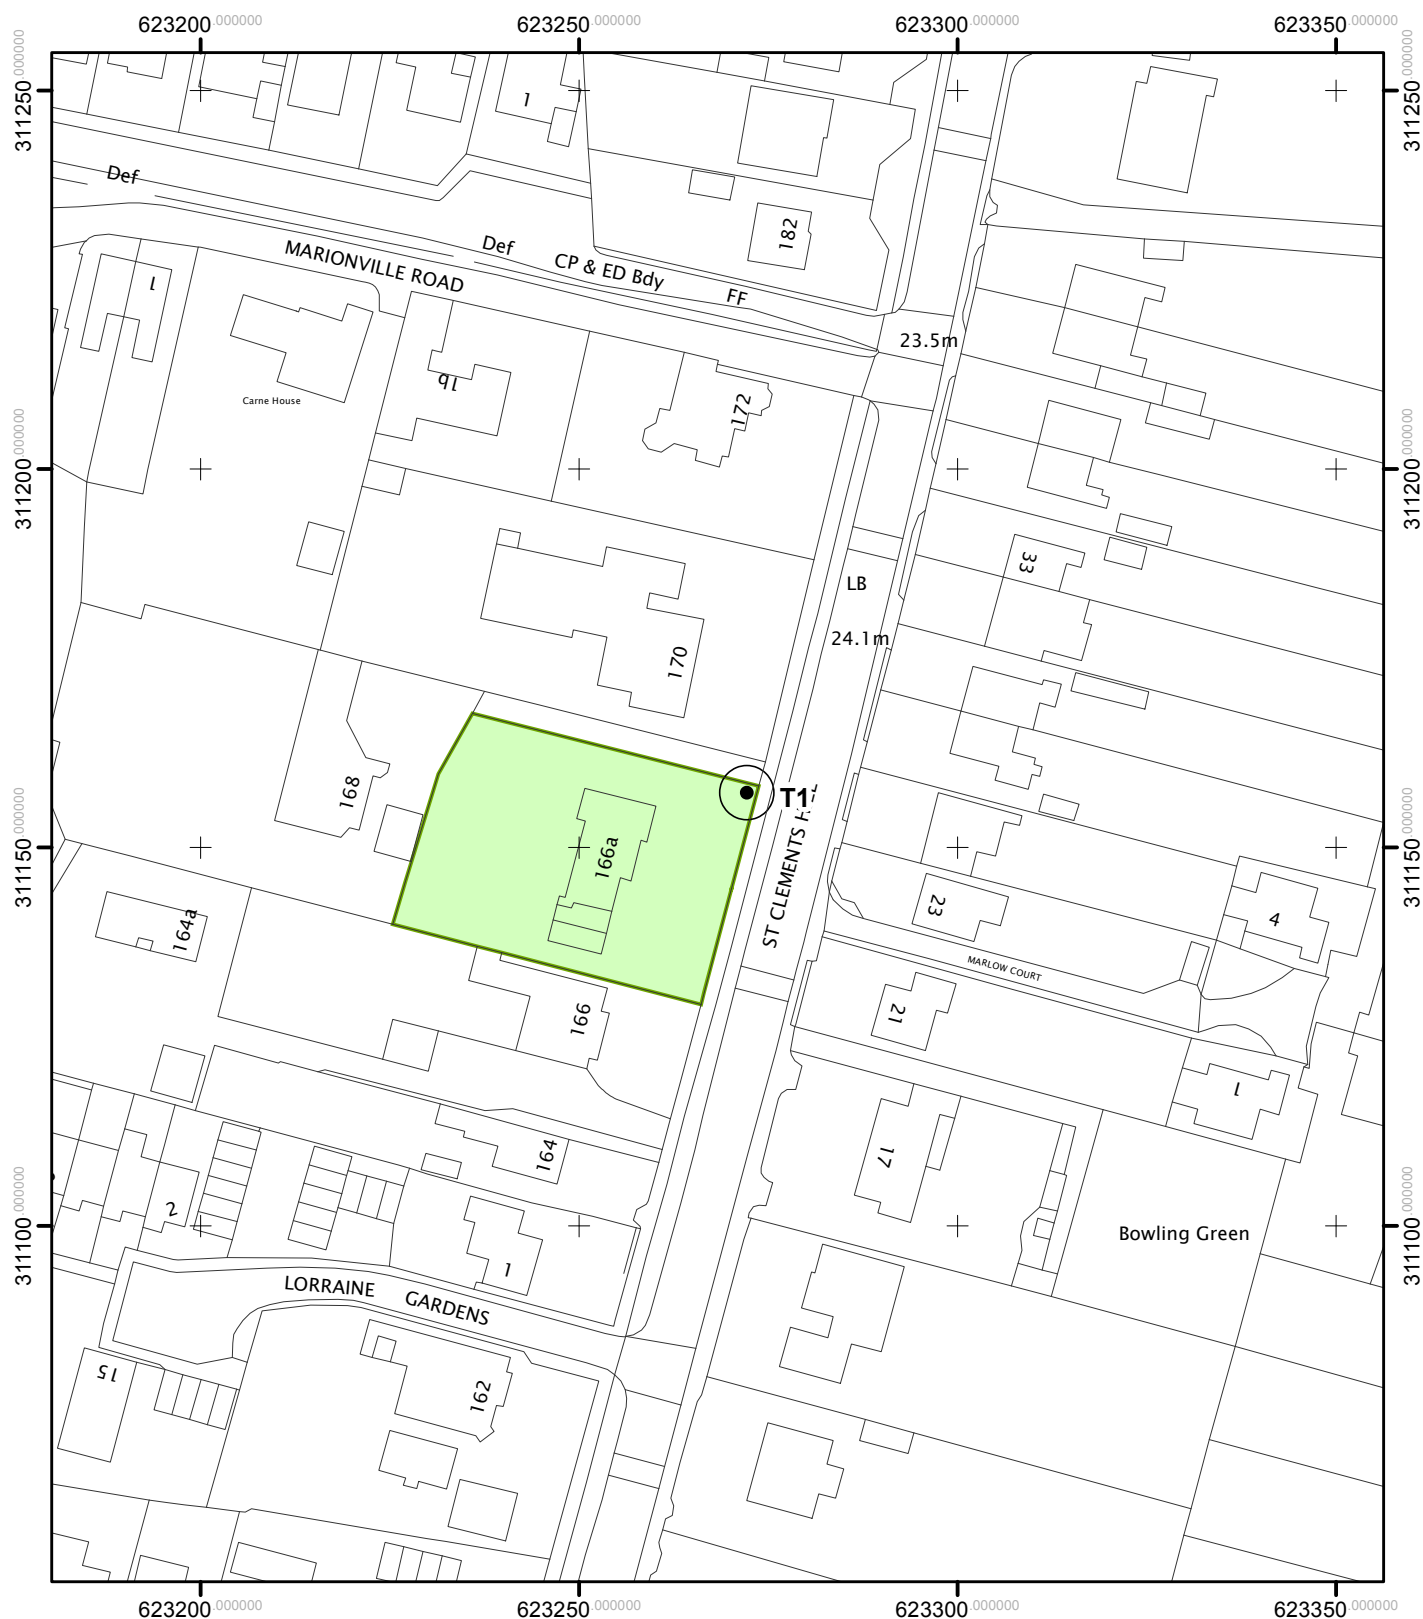 623200.000000 623250.000000 623300.000000 623350.000000
311250.000000
311250.000000
1
Def
182
Def
MARIONVILLE ROAD
CP & ED Bdy
FF
1
23.5m
1b
Carne House
172
311200.000000
311200.000000
33
LB
24.1m
170
168
T1
ST CLEMENTS
166a
311150.000000
311150.000000
23
4
164a
MARLOW COURT
166
21
1
164
17
2
311100.000000
311100.000000
Bowling Green
1
LORRAINE GARDENS
15
162
623200.000000 623250.000000 623300.000000 623350.000000